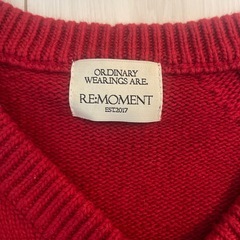 ORDINARY
WEARINGS ARE.
RE:MOMENT
EST.2017